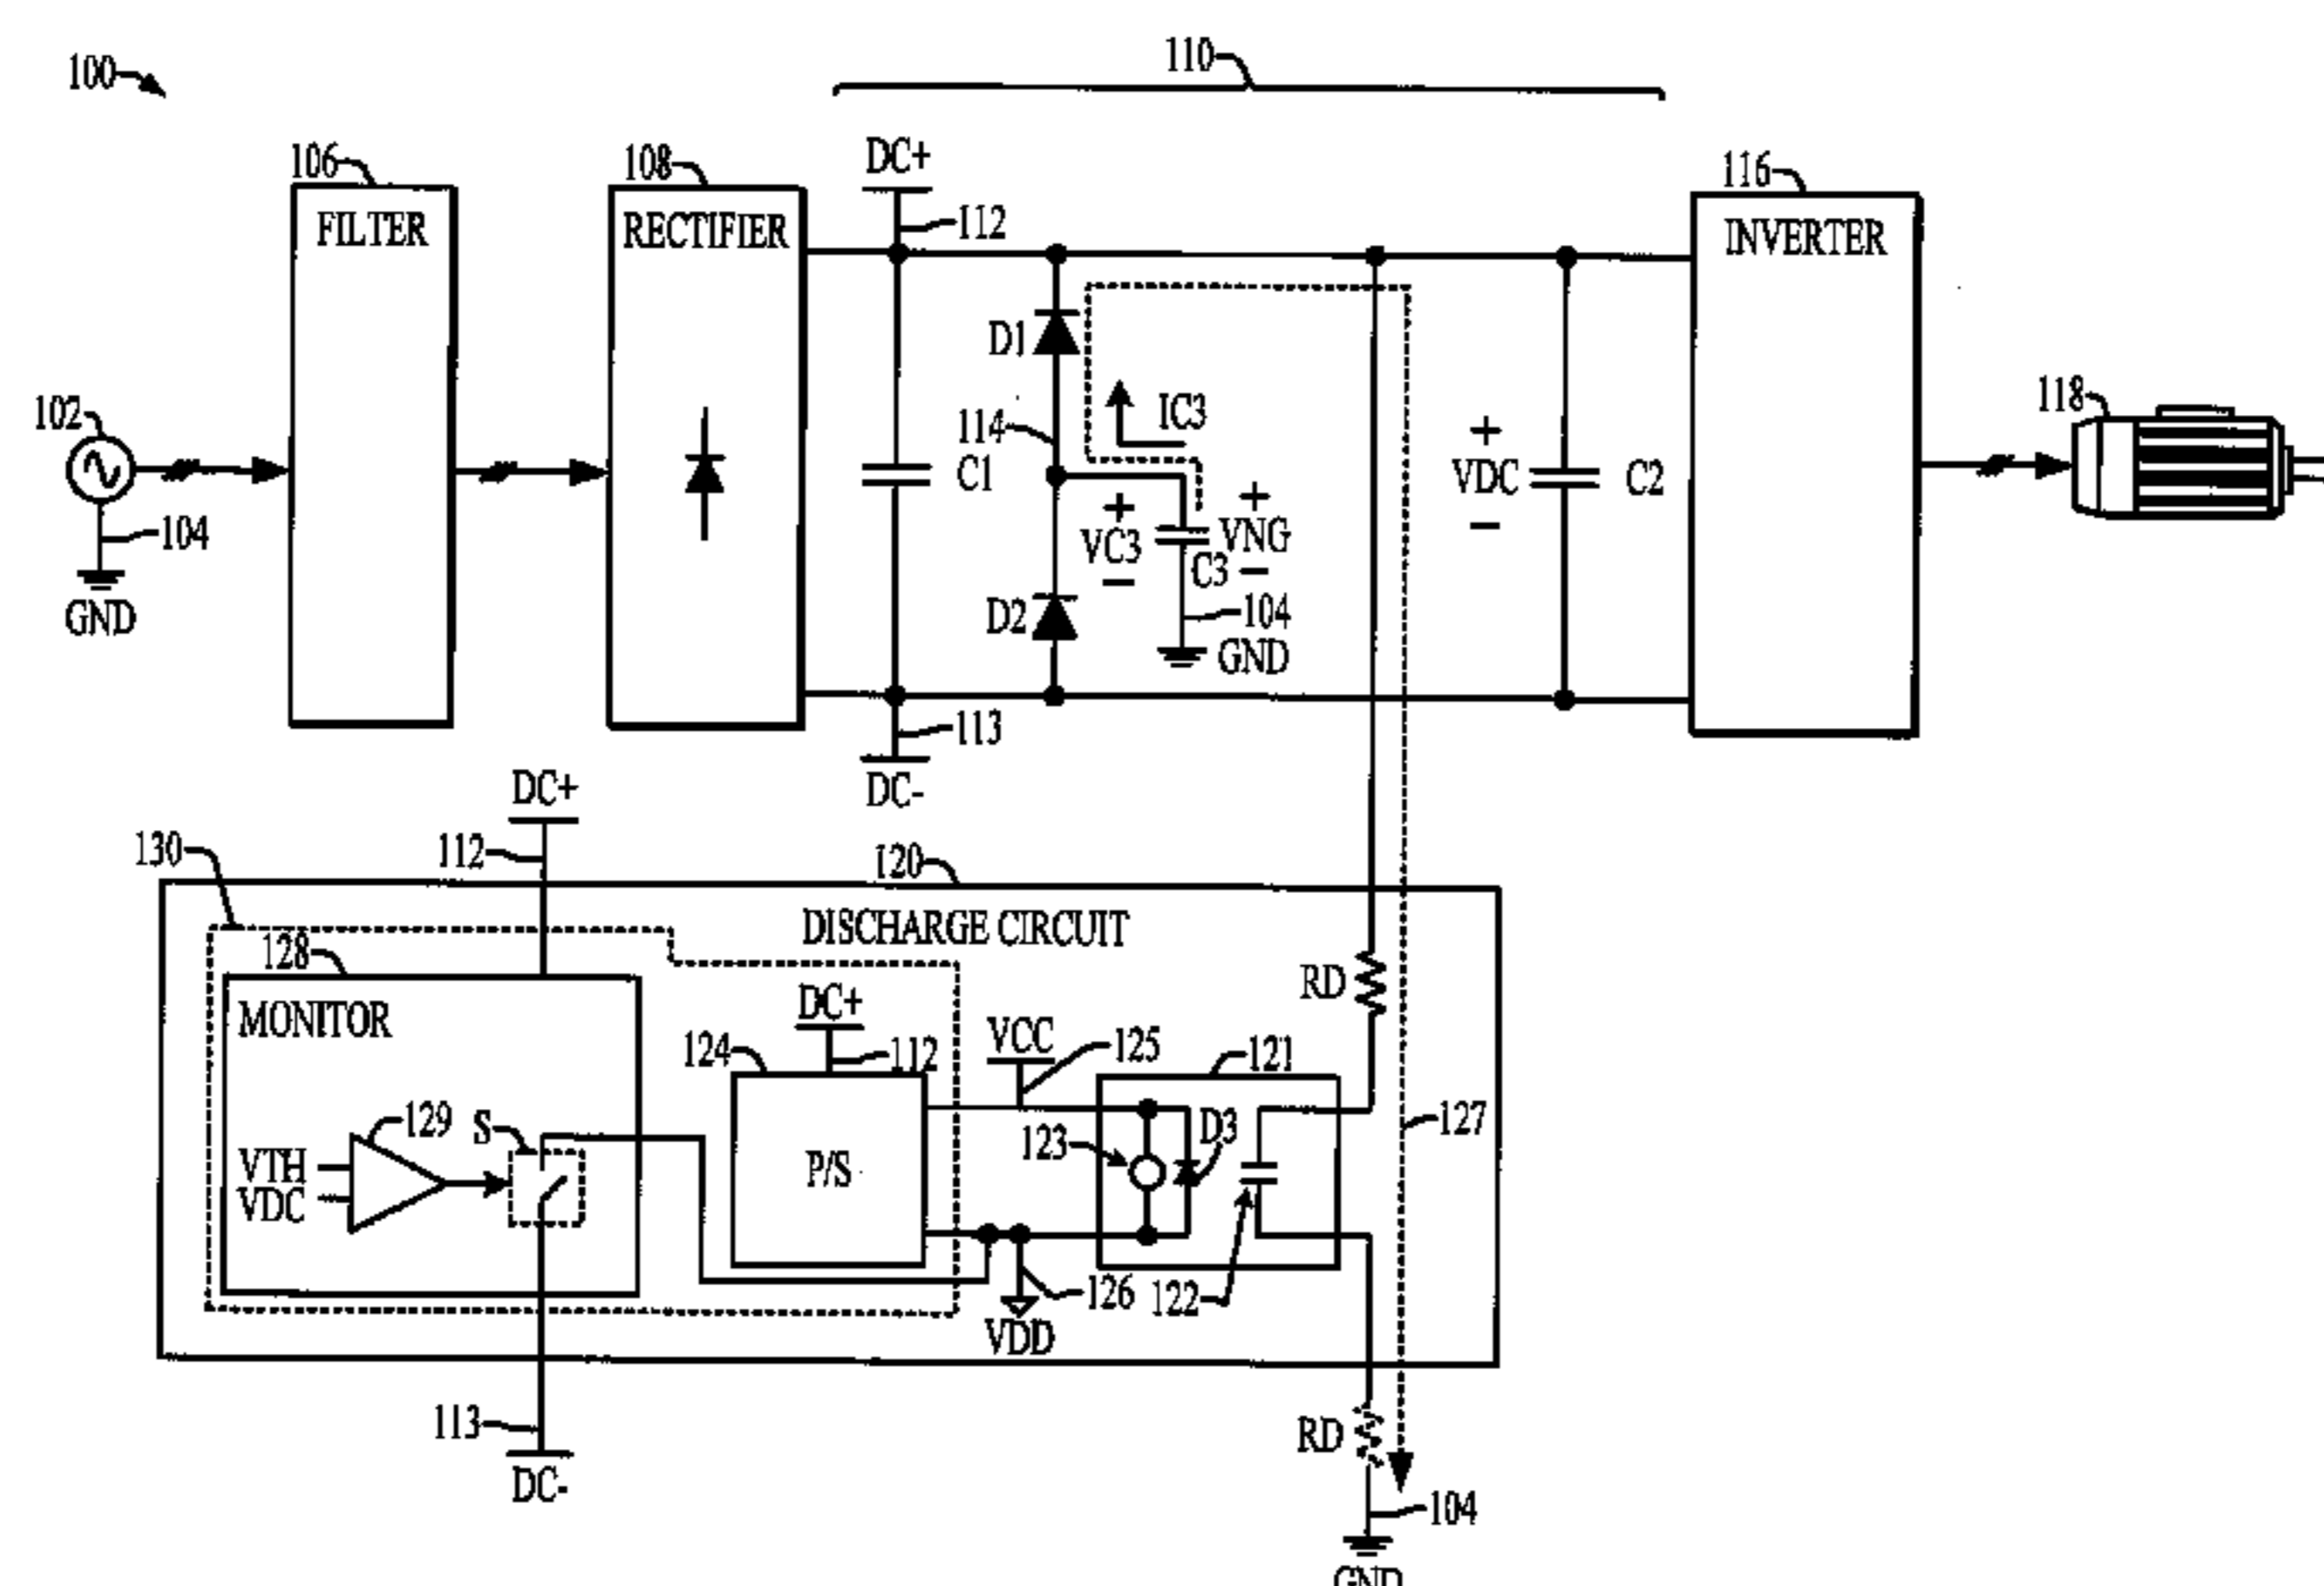 100
110
106
108
DC+
116
FILTER
RECTIFIER
112
INVERTER
D1
102
114
IC3
118
+
C1
+
VDC
C2
+
VNG
104
VC3
−
−
C3
−
GND
D2
104
GND
113
DC-
DC+
130
112
120
DISCHARGE CIRCUIT
128
MONITOR
DC+
RD
124
112
VCC
125
121
129
S
123
D3
127
VTH
VDC
P/S
126
122
VDD
113
RD
DC-
104
GND